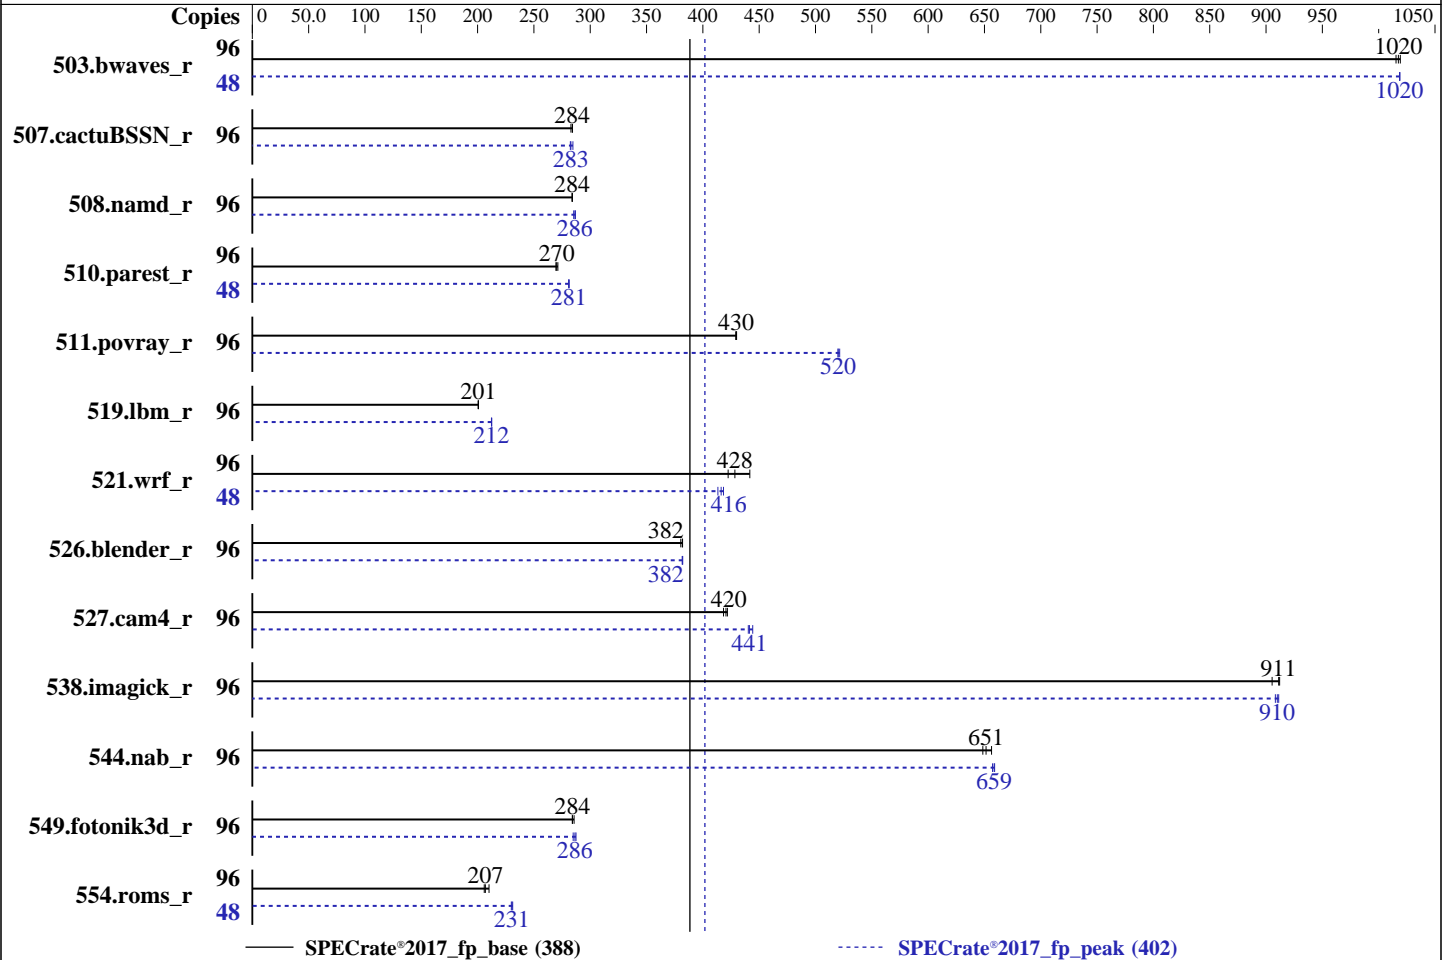 Copies 0 50.0 100 150 200 250 300 350 400 450 500 550 600 650 700 750 800 850 900 950 1050
503.bwaves_r 96 1020
48 1020
507.cactuBSSN_r 96 284
283
508.namd_r 96 284
286
510.parest_r 96 270
48 281
511.povray_r 96 430
520
519.lbm_r 96 201
212
521.wrf_r 96 428
48 416
526.blender_r 96 382
382
527.cam4_r 96 420
441
538.imagick_r 96 911
910
544.nab_r 96 651
659
549.fotonik3d_r 96 284
286
554.roms_r 96 207
48 231
SPECrate®2017_fp_base (388) SPECrate®2017_fp_peak (402)